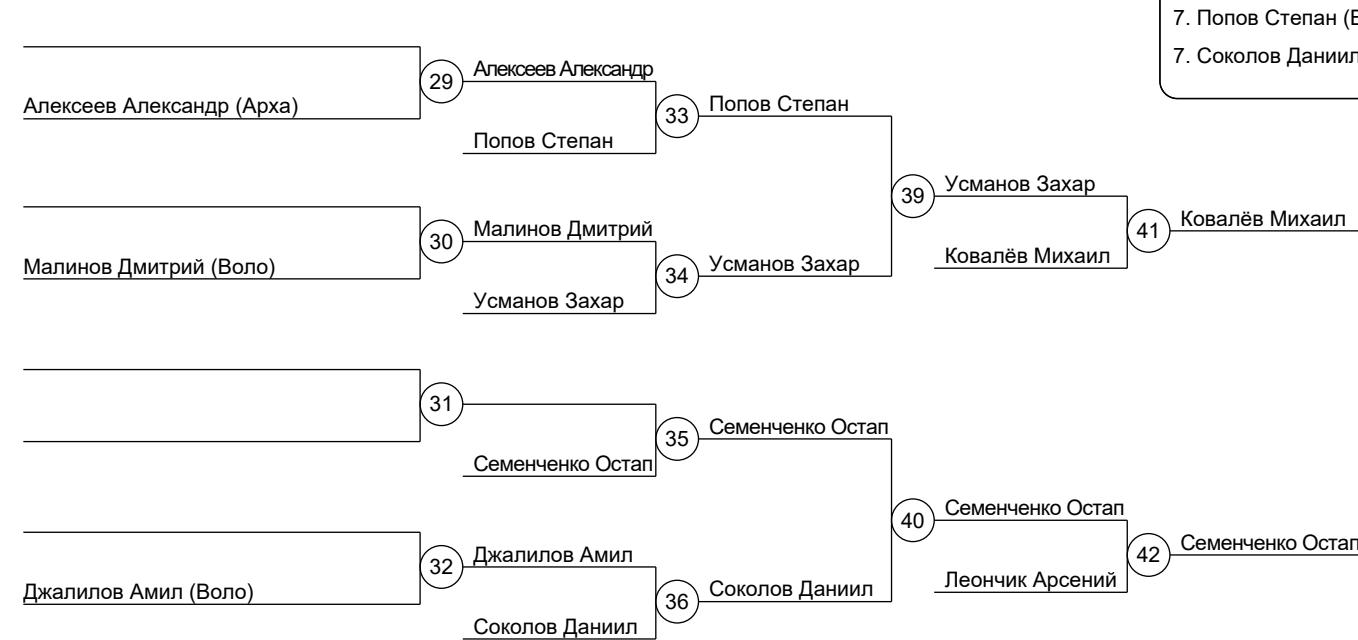 7. Попов Степан (В
7. Соколов Даниил
29
Алексеев Александр
Алексеев Александр (Арха)
33
Попов Степан
Попов Степан
39
Усманов Захар
30
Малинов Дмитрий
41
Ковалёв Михаил
Малинов Дмитрий (Воло)
34
Усманов Захар
Ковалёв Михаил
Усманов Захар
31
35
Семенченко Остап
Семенченко Остап
40
Семенченко Остап
32
Джалилов Амил
42
Семенченко Остап
Джалилов Амил (Воло)
36
Соколов Даниил
Леончик Арсений
Соколов Даниил